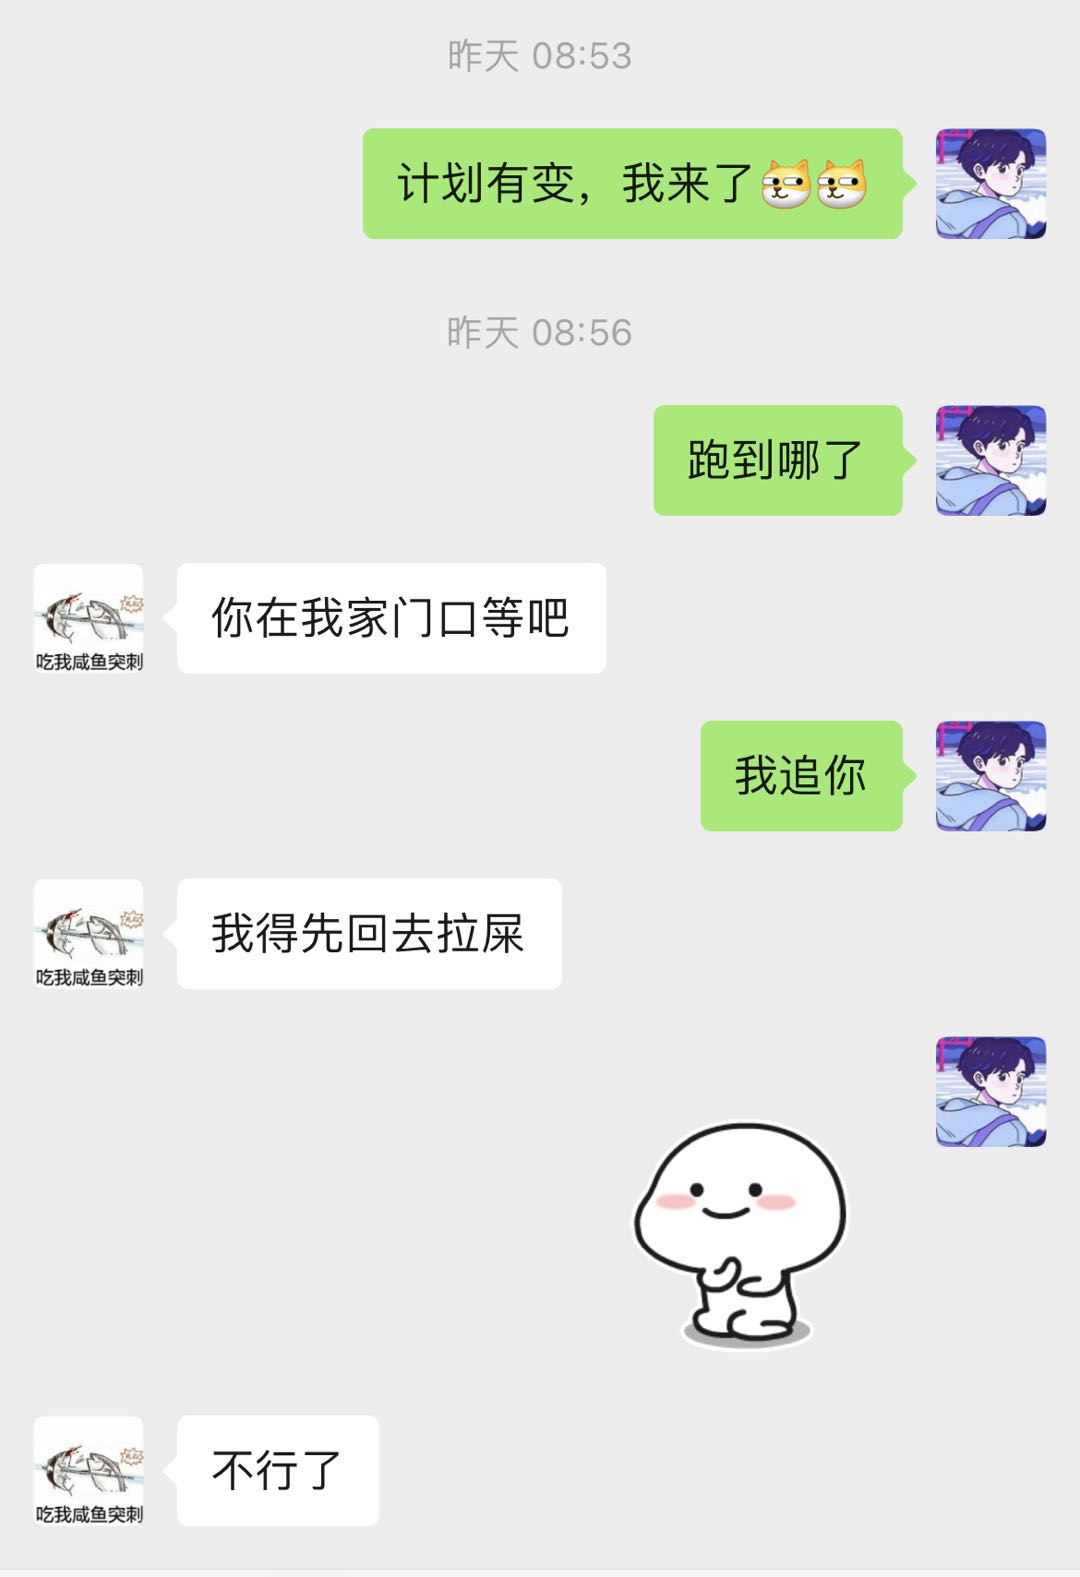 昨天 08:53
计划有变，我来了
昨天 08:56
跑到哪了
你在我家门口等吧
吃我咸鱼突刺
我追你
我得先回去拉屎
吃我咸鱼突刺
不行了
吃我咸鱼突刺